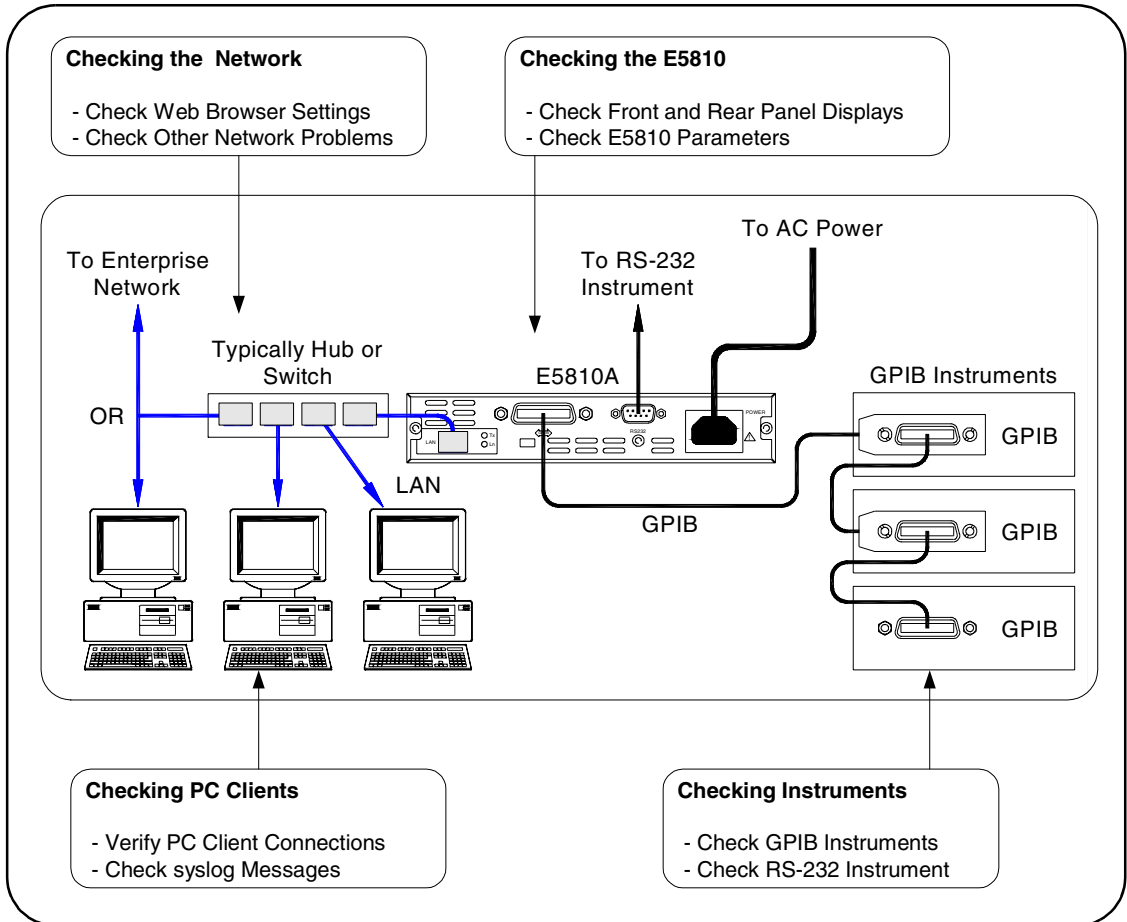 Checking the Network
- Check Web Browser Settings
- Check Other Network Problems
Checking the E5810
- Check Front and Rear Panel Displays
- Check E5810 Parameters
To Enterprise
Network
To RS-232
Instrument
To AC Power
Typically Hub or
Switch
E5810A
GPIB Instruments
OR
LAN
Tx
Ln
RS232
POWER
GPIB
LAN
GPIB
GPIB
GPIB
Checking PC Clients
- Verify PC Client Connections
- Check syslog Messages
Checking Instruments
- Check GPIB Instruments
- Check RS-232 Instrument